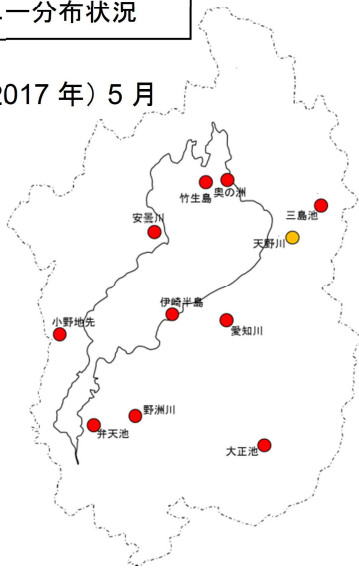 ー分布状況
2017 年）5 月
竹生島
奥の洲
三島池
安曇川
天野川
伊崎半島
小野地先
愛知川
野洲川
弁天池
大正池